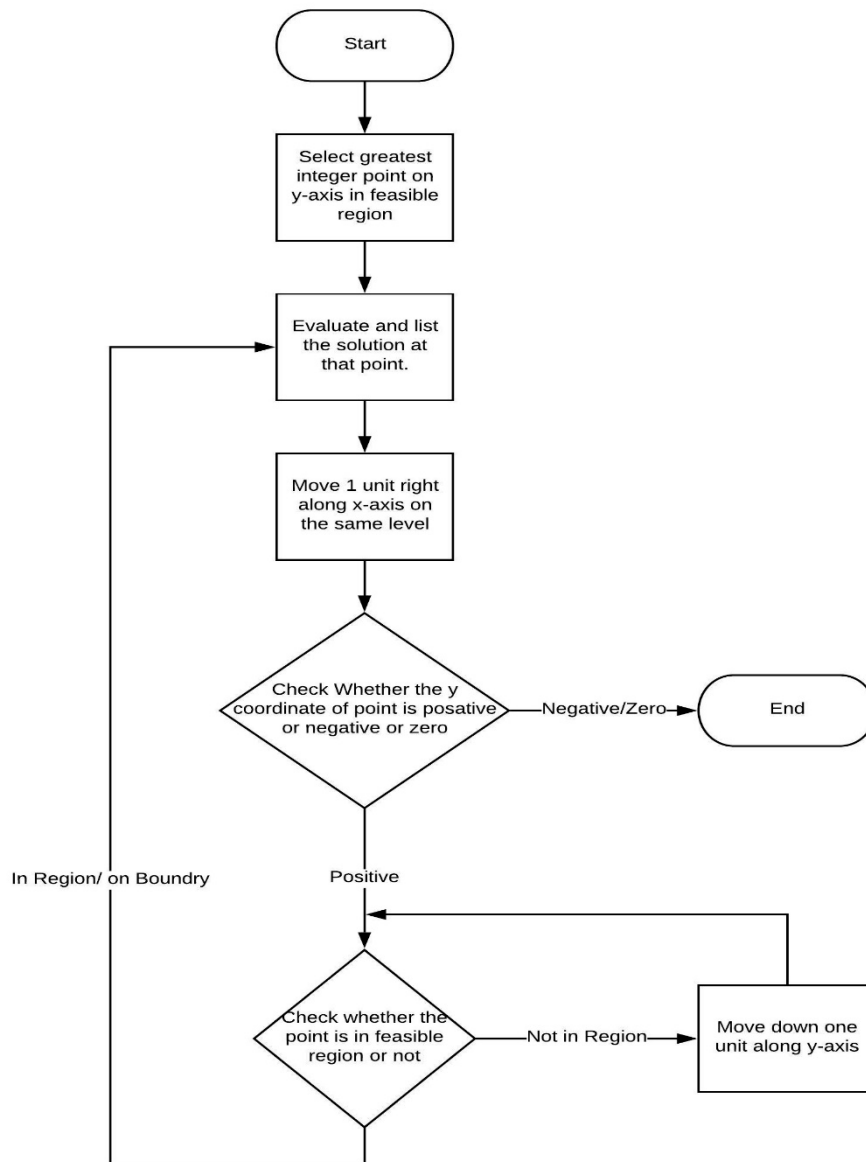 Start
Select greatest
integer point on
y-axis in feasible
region
Evaluate and list
the solution at
that point.
Move 1 unit right
along x-axis on
the same level
Check Whether the y
coordinate of point is posative
or negative or zero
Negative/Zero
End
In Region/ on Boundry
Positive
Check whether the
point is in feasible
region or not
Not in Region
Move down one
unit along y-axis